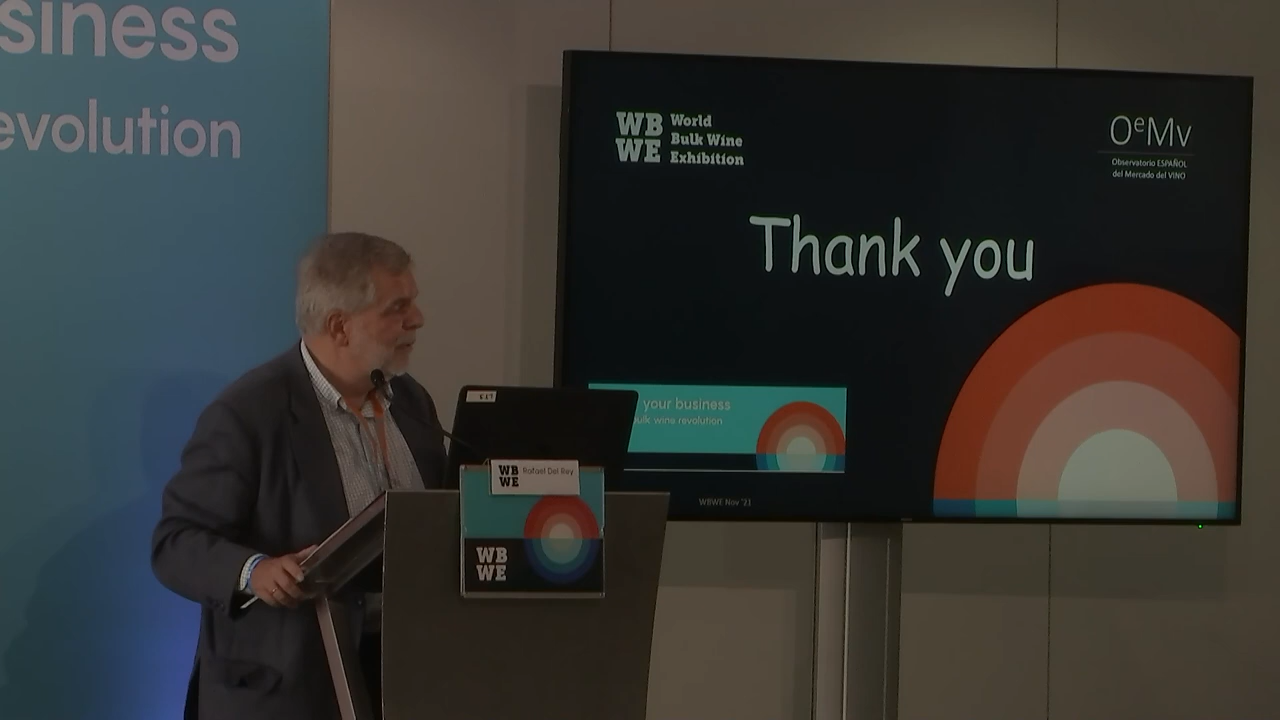 siness
evolution
WB
WE
World
Bulk Wine
Exhibition
OeMv
Observatorio ESPAÑOL
del Mercado del VINO
Thank you
your business
bulk wine revolution
WBWE Nov '21
WB
WE
Rafael Del Rey
WB
WE